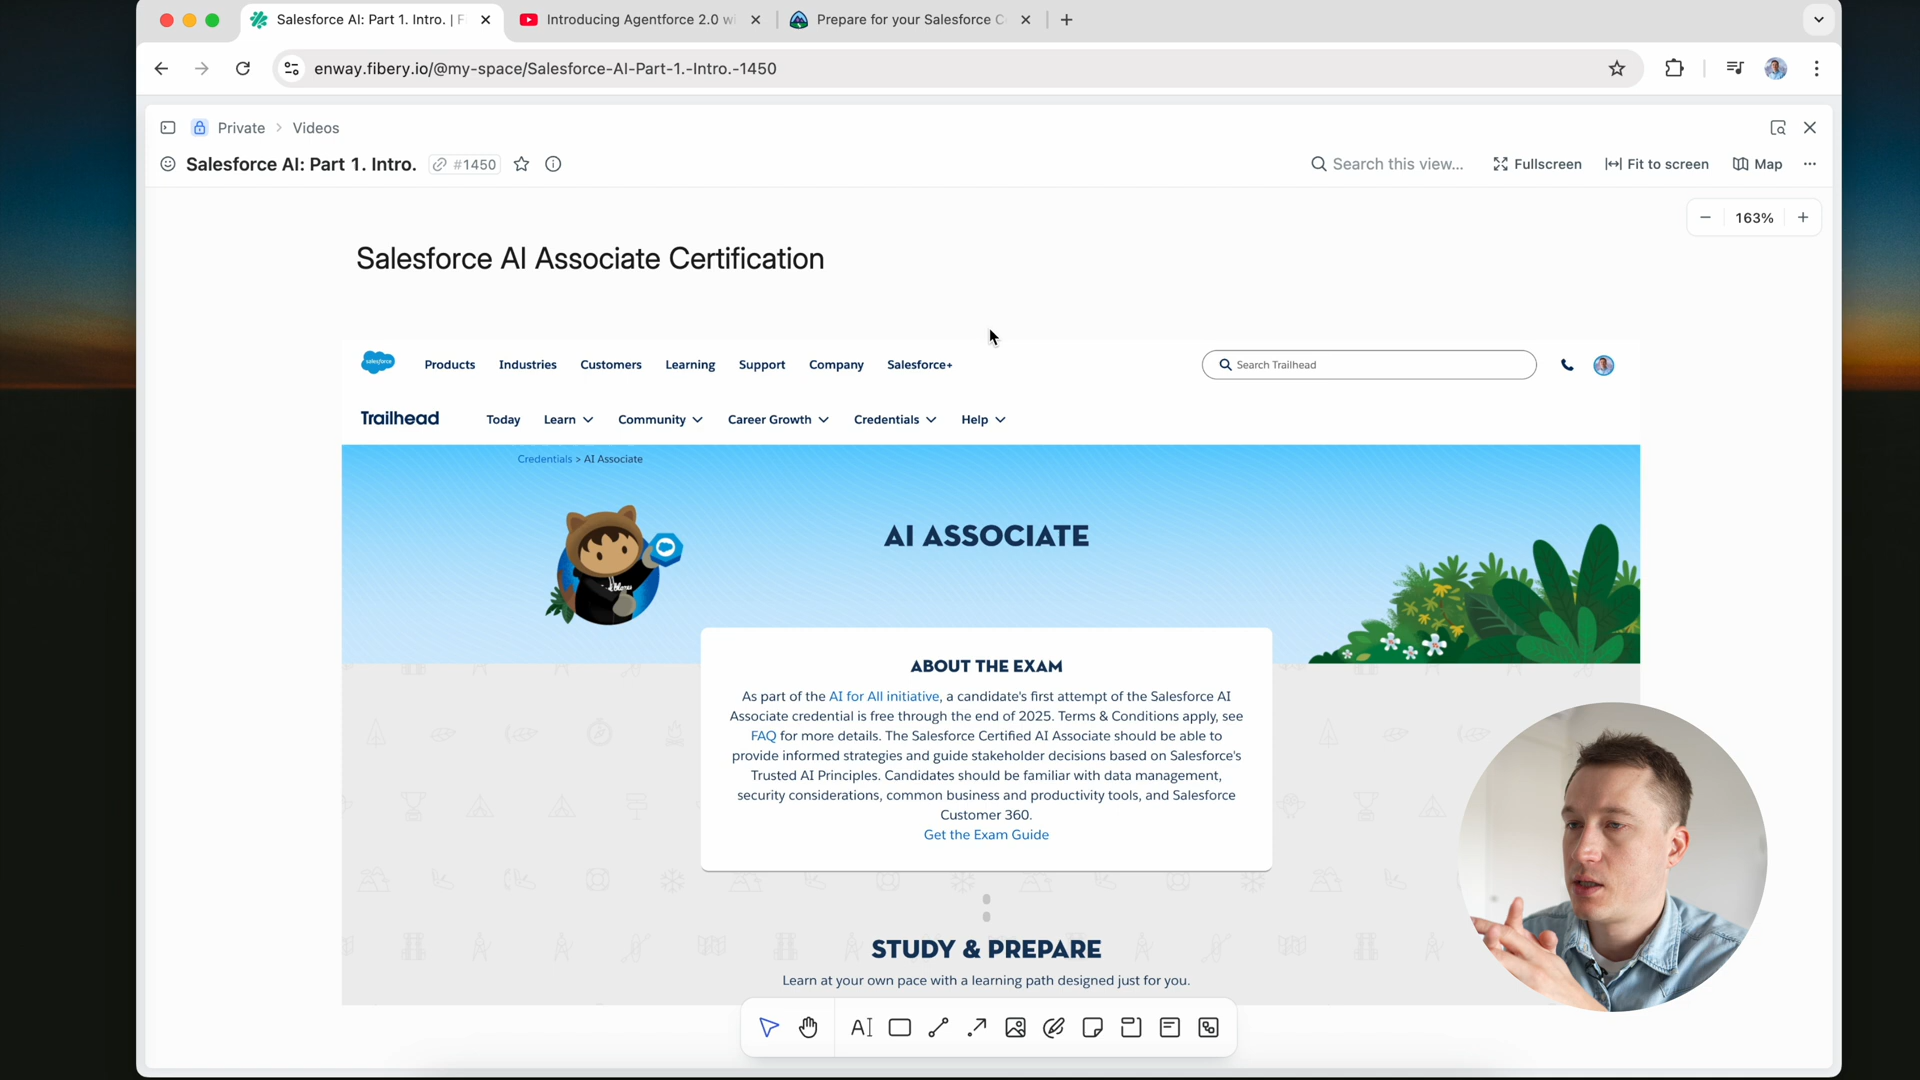 Salesforce AI: Part 1. Intro. | F
Introducing Agentforce 2.0 w
Prepare for your Salesforce C
enway.fibery.io/@my-space/Salesforce-AI-Part-1.-Intro.-1450
Private > Videos
Salesforce AI: Part 1. Intro. #1450
Search this view... Fullscreen Fit to screen Map
163%
Salesforce AI Associate Certification
salesforce Products Industries Customers Learning Support Company Salesforce+ Search Trailhead
Trailhead Today Learn Community Career Growth Credentials Help
Credentials > AI Associate
AI ASSOCIATE
ABOUT THE EXAM
As part of the AI for All initiative, a candidate's first attempt of the Salesforce AI
Associate credential is free through the end of 2025. Terms & Conditions apply, see
FAQ for more details. The Salesforce Certified AI Associate should be able to
provide informed strategies and guide stakeholder decisions based on Salesforce's
Trusted AI Principles. Candidates should be familiar with data management,
security considerations, common business and productivity tools, and Salesforce
Customer 360.
Get the Exam Guide
STUDY & PREPARE
Learn at your own pace with a learning path designed just for you.